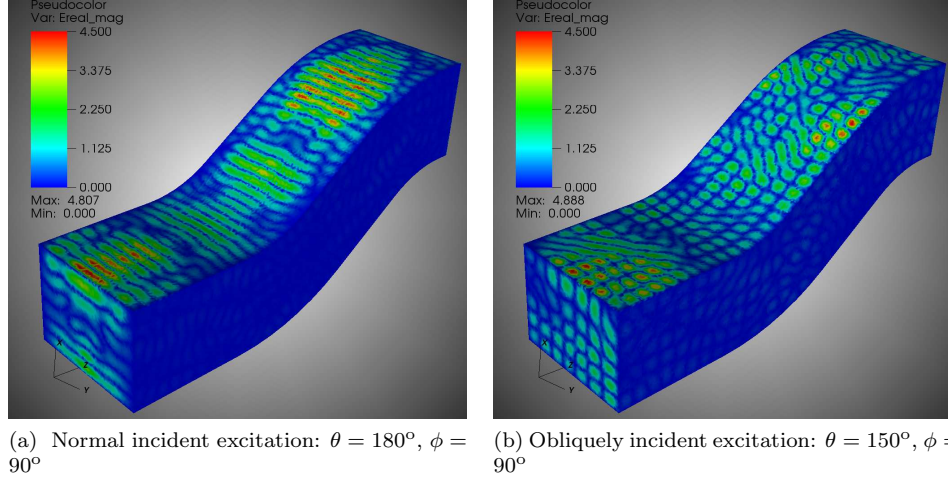 Pseudocolor
Var: Ereal_mag
4.500
3.375
2.250
1.125
0.000
Max: 4.807
Min: 0.000
X
Z
Y
(a) Normal incident excitation: θ = 180°, ϕ =
90°
Pseudocolor
Var: Ereal_mag
4.500
3.375
2.250
1.125
0.000
Max: 4.888
Min: 0.000
X
Z
Y
(b) Obliquely incident excitation: θ = 150°, ϕ =
90°